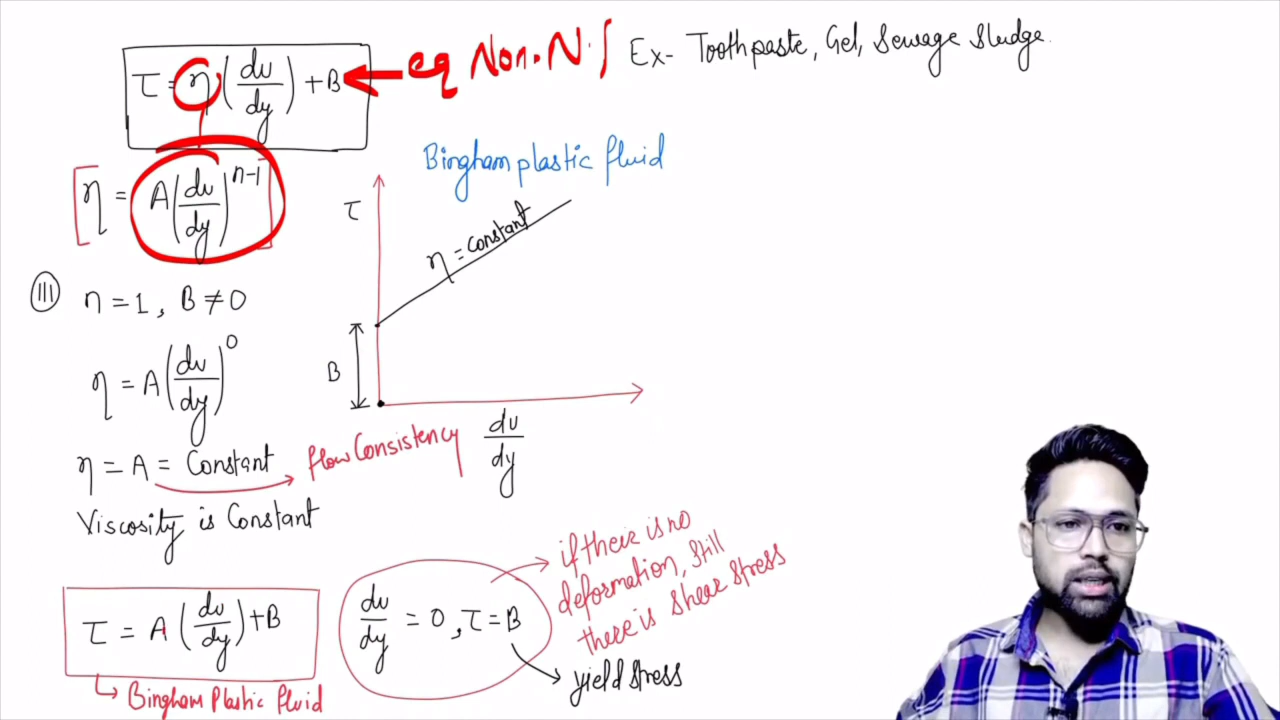 τ = η (du/dy) + B ← eq Non. N.f
Ex- Toothpaste, Gel, Sewage Sludge.
η = A(du/dy)^n-1
Bingham plastic fluid
τ
η = constant
B
du/dy
III n = 1, B ≠ 0
η = A(du/dy)^0
η = A = Constant → flow Consistency
Viscosity is Constant
τ = A (du/dy) + B
Bingham Plastic fluid
du/dy = 0, τ = B
if there is no
deformation, still
there is shear stress
yield stress